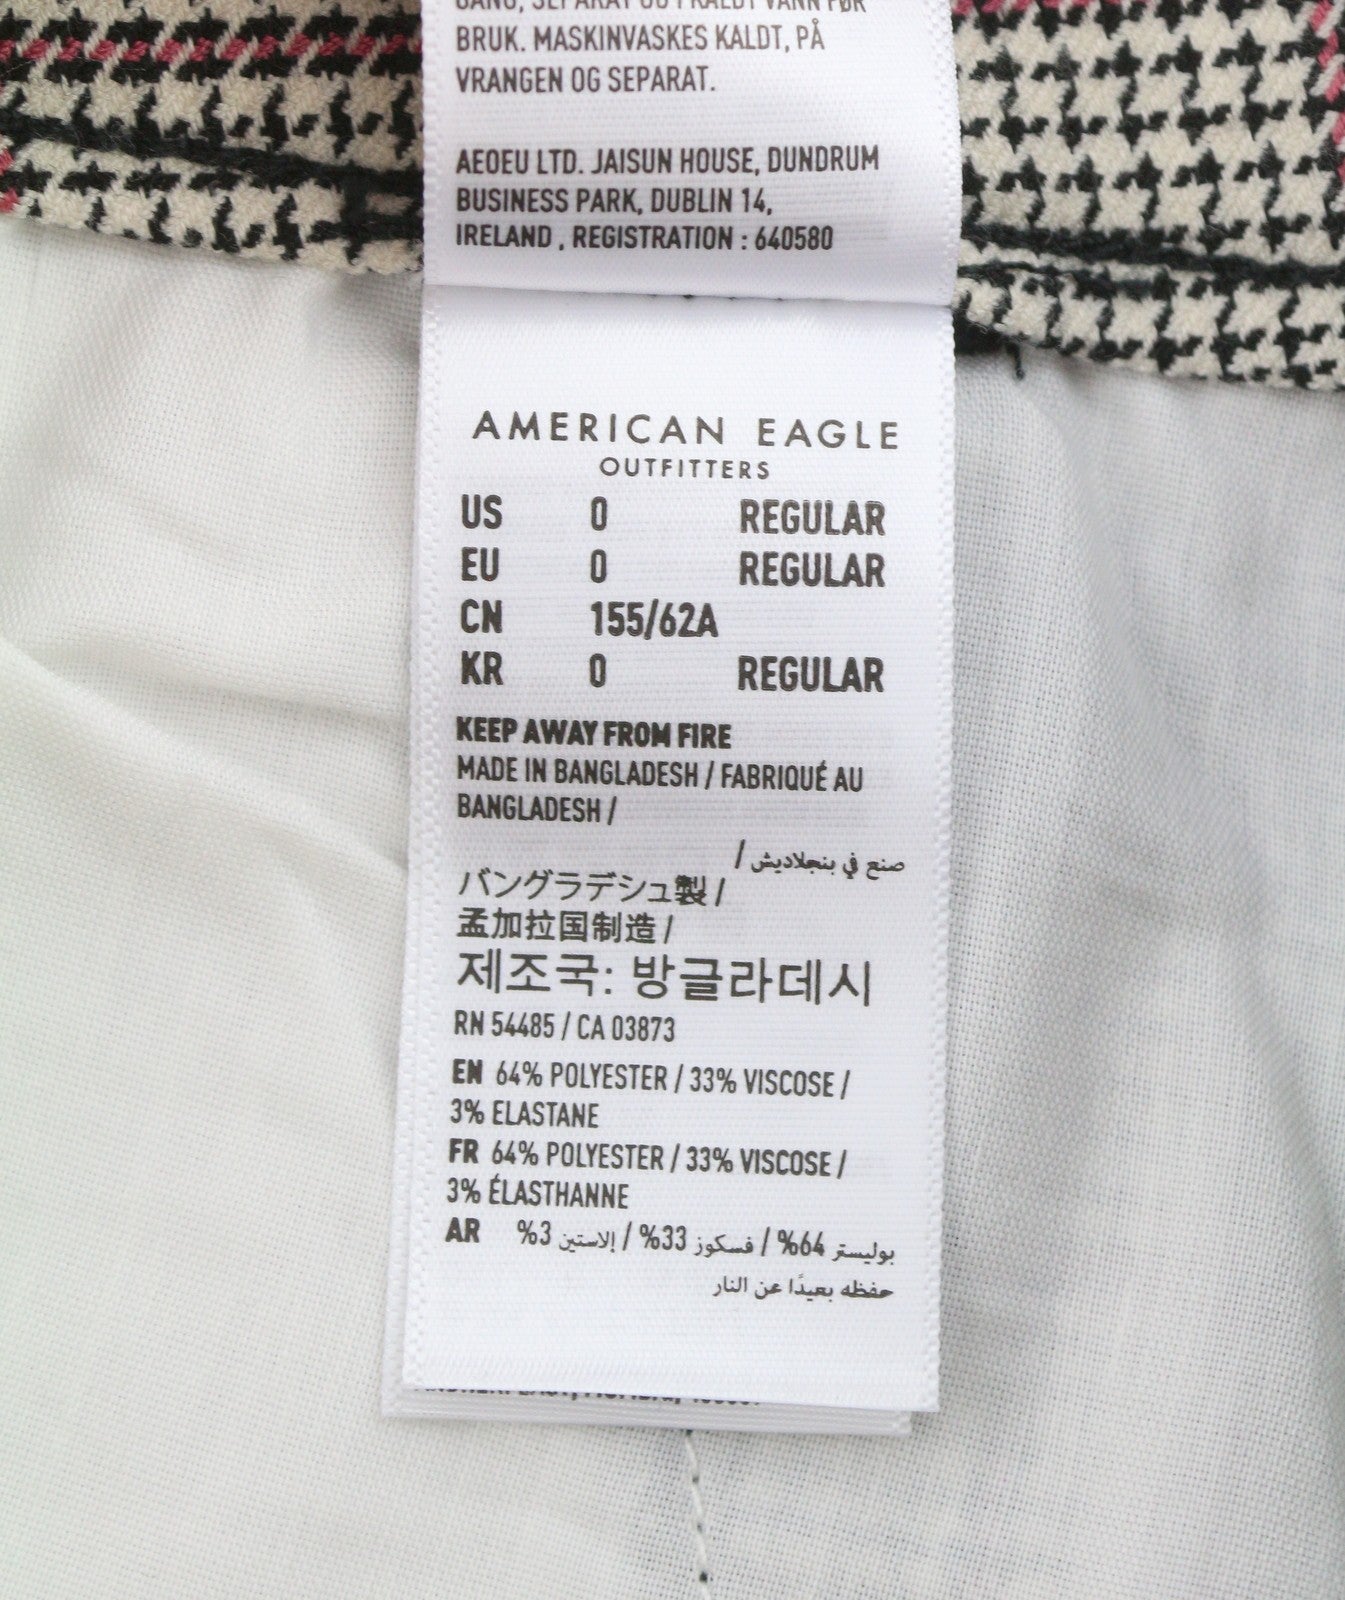 VANN FØR
BRUK. MASKINVASKES KALDT, PÅ
VRANGEN OG SEPARAT.
AEOEU LTD. JAISUN HOUSE, DUNDRUM
BUSINESS PARK, DUBLIN 14,
IRELAND , REGISTRATION : 640580
AMERICAN EAGLE
OUTFITTERS
US 0 REGULAR
EU 0 REGULAR
CN 155/62A
KR 0 REGULAR
KEEP AWAY FROM FIRE
MADE IN BANGLADESH / FABRIQUÉ AU
BANGLADESH /
صنع في بنجلاديش /
バングラデシュ製 /
孟加拉国制造 /
제조국: 방글라데시
RN 54485 / CA 03873
EN 64% POLYESTER / 33% VISCOSE /
3% ELASTANE
FR 64% POLYESTER / 33% VISCOSE /
3% ÉLASTHANNE
AR بوليستر 64% / فسكوز 33% / إلاستين 3%
حفظه بعيدًا عن النار